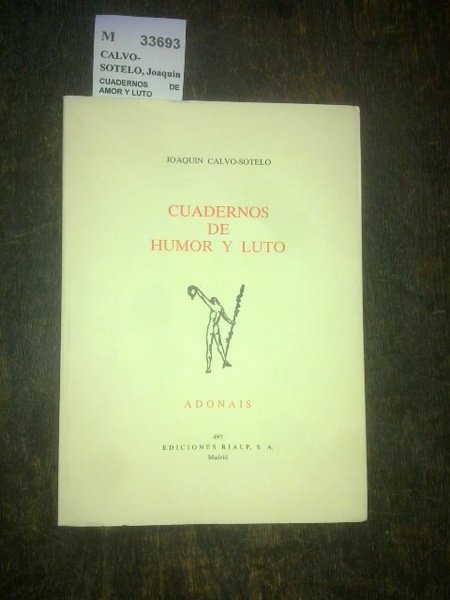 M 33693
CALVO-
SOTELO, Joaquin
CUADERNOS DE
AMOR Y LUTO
JOAQUIN CALVO-SOTELO
CUADERNOS
DE
HUMOR Y LUTO
ADONAIS
497
EDICIONES RIALP, S. A.
Madrid